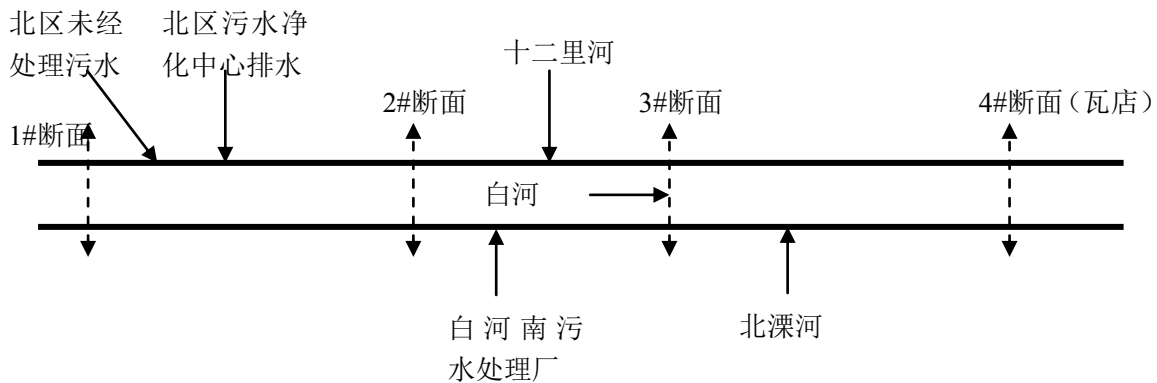 北区未经
处理污水
北区污水净
化中心排水
十二里河
1#断面
2#断面
3#断面
4#断面（瓦店）
白河
白河南污
水处理厂
北溧河